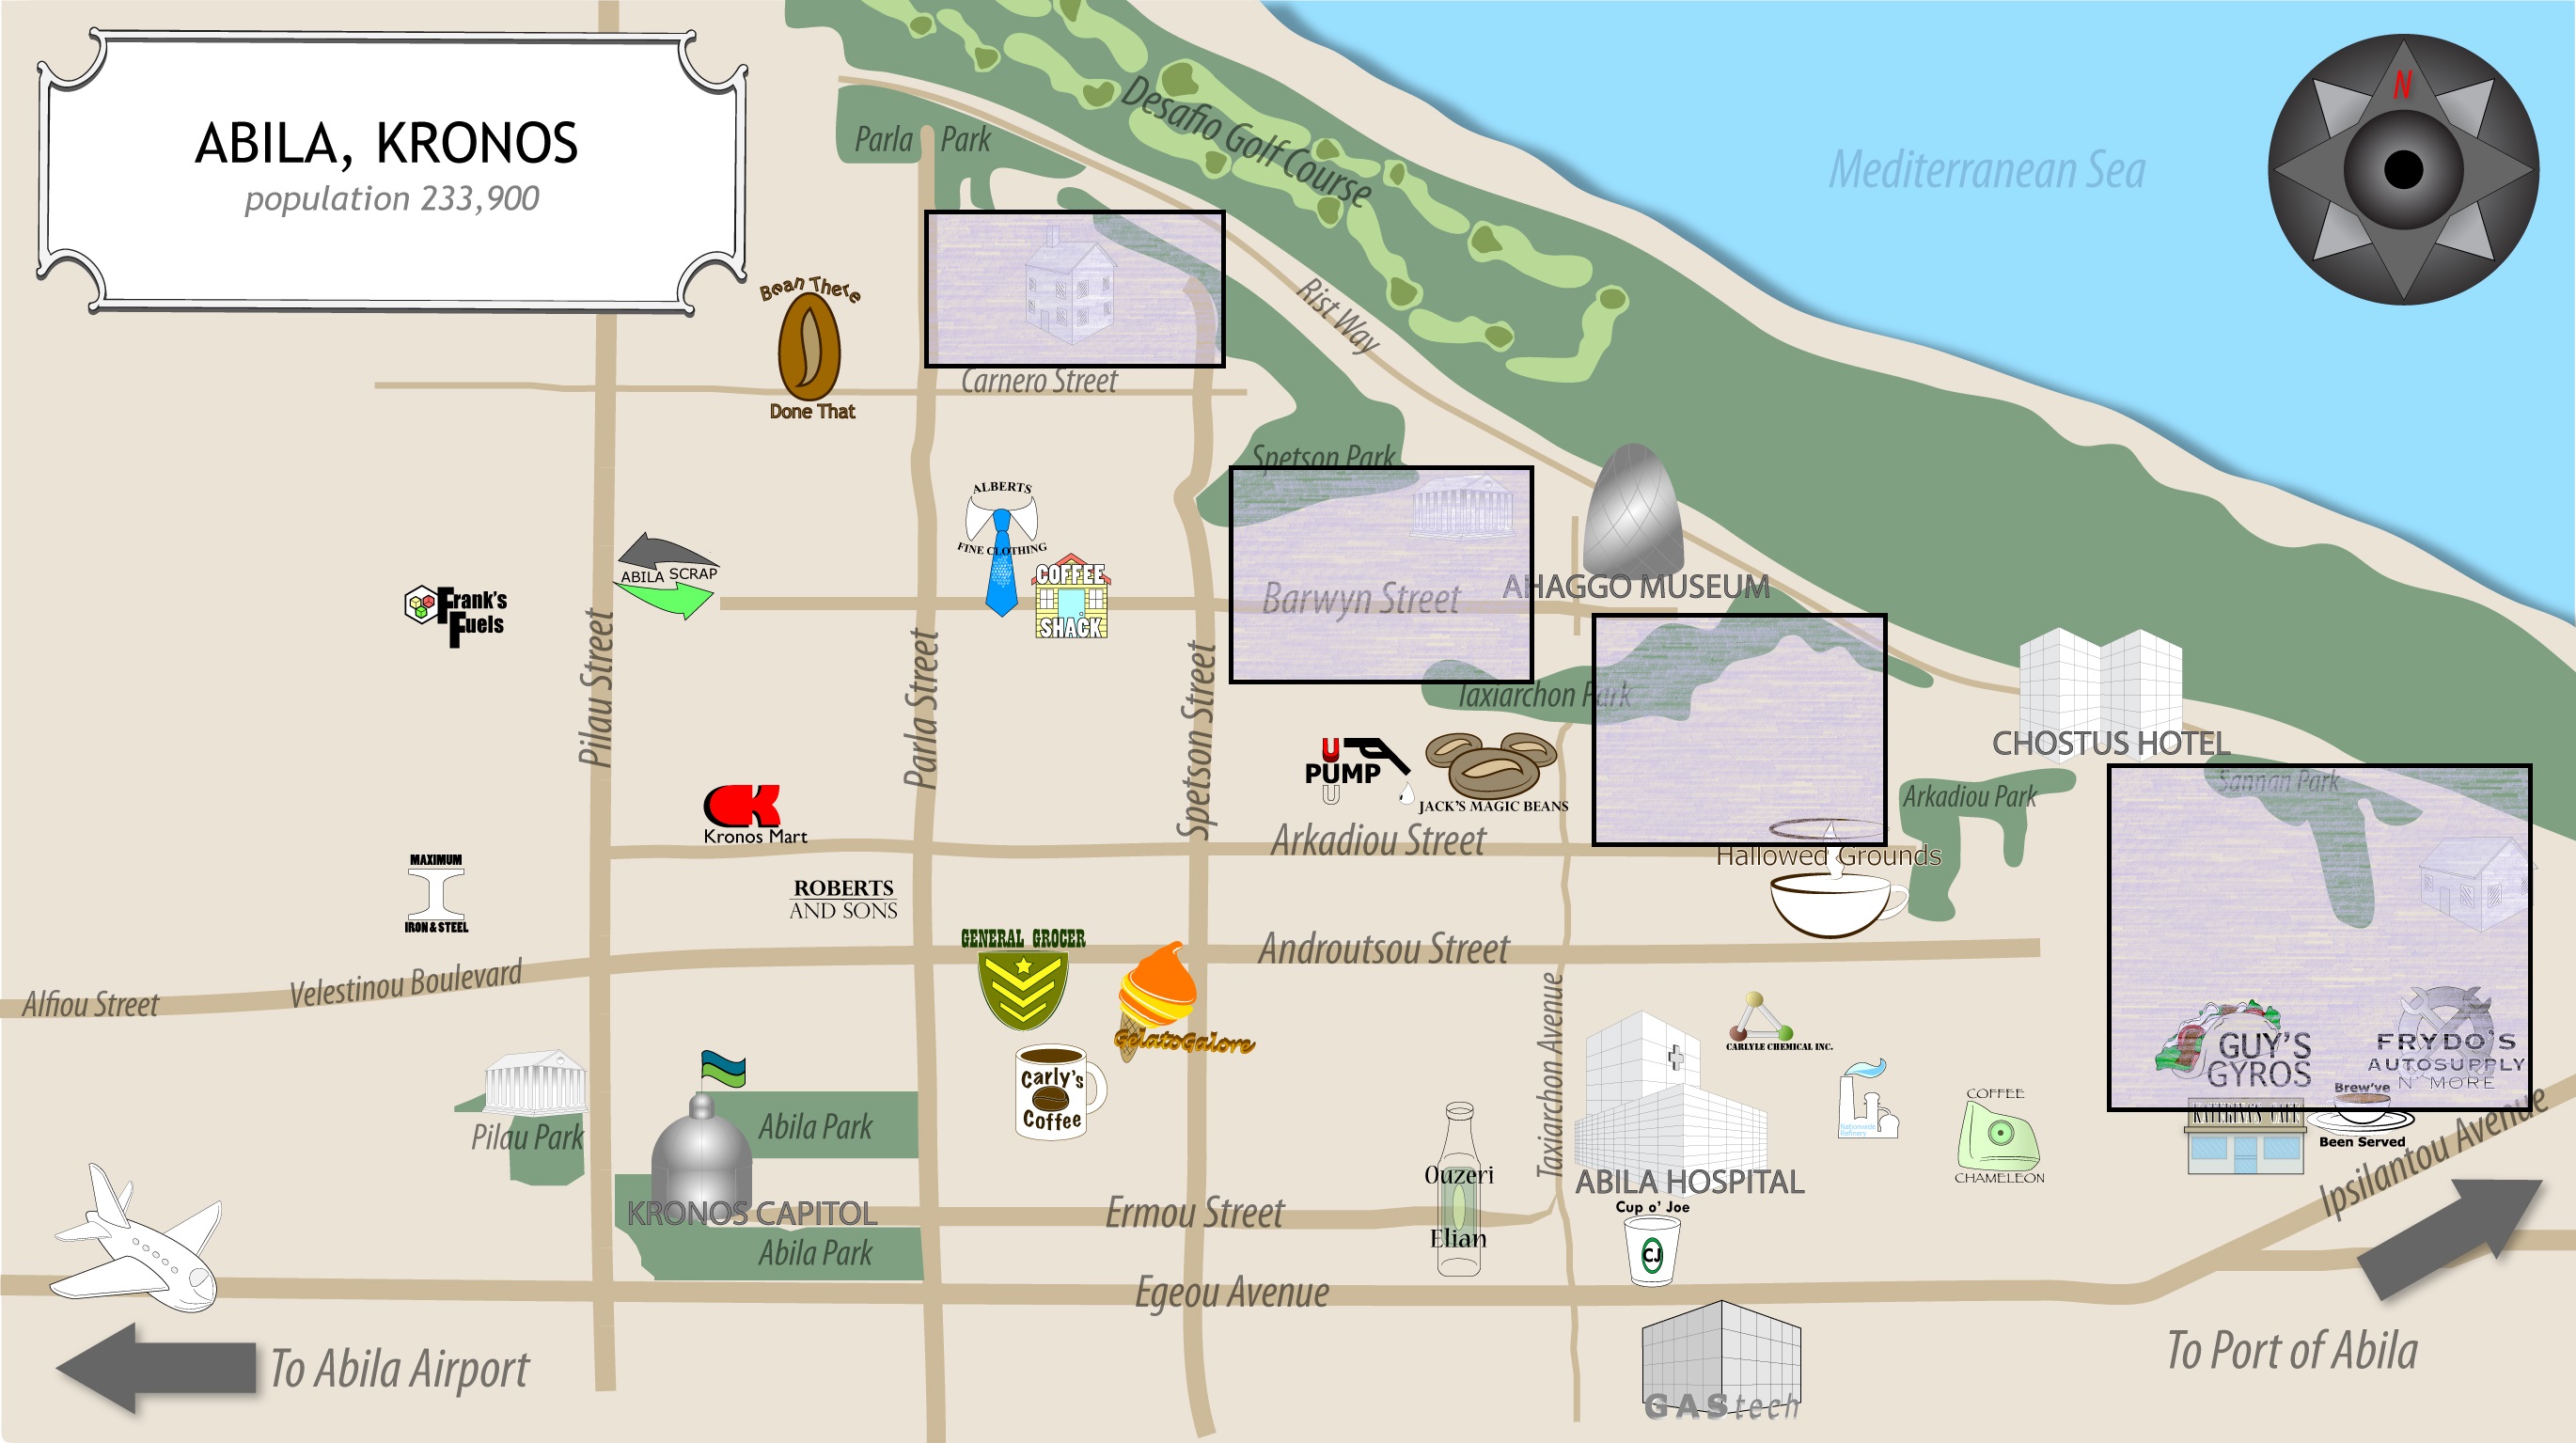 ABILA, KRONOS
population 233,900
N
Mediterranean Sea
Desafio Golf Course
Parla Park
Bean There
Done That
Rist Way
Carnero Street
Spetson Park
ALBERTS
FINE CLOTHING
COFFEE
SHACK
ABILA SCRAP
Frank's
Fuels
Barwyn Street
AHAGGO MUSEUM
Pilau Street
Parla Street
Spetson Street
Taxiarchon Park
CHOSTUS HOTEL
U
PUMP
U
JACK'S MAGIC BEANS
Arkadiou Park
Sannan Park
Kronos Mart
Arkadiou Street
Hallowed Grounds
MAXIMUM
IRON & STEEL
ROBERTS
AND SONS
GENERAL GROCER
Androutsou Street
Velestinou Boulevard
Alfiou Street
GelatoGalore
Taxiarchon Avenue
CARLYLE CHEMICAL INC.
GUY'S
GYROS
FRYDO'S
AUTOSUPPLY
N' MORE
Carly's
Coffee
Nationwide
Refinery
COFFEE
CHAMELEON
Brew've
Been Served
Ipsilantou Avenue
Pilau Park
Abila Park
KRONOS CAPITOL
Abila Park
Ermou Street
Ouzeri
Elian
ABILA HOSPITAL
Cup o' Joe
CJ
Egeou Avenue
To Abila Airport
GAStech
To Port of Abila